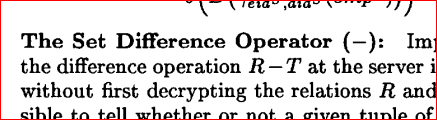 The Set Difference Operator (−):
the difference operation R−T at the server
without first decrypting the relations R and
sible to tell whether or not a given tuple of